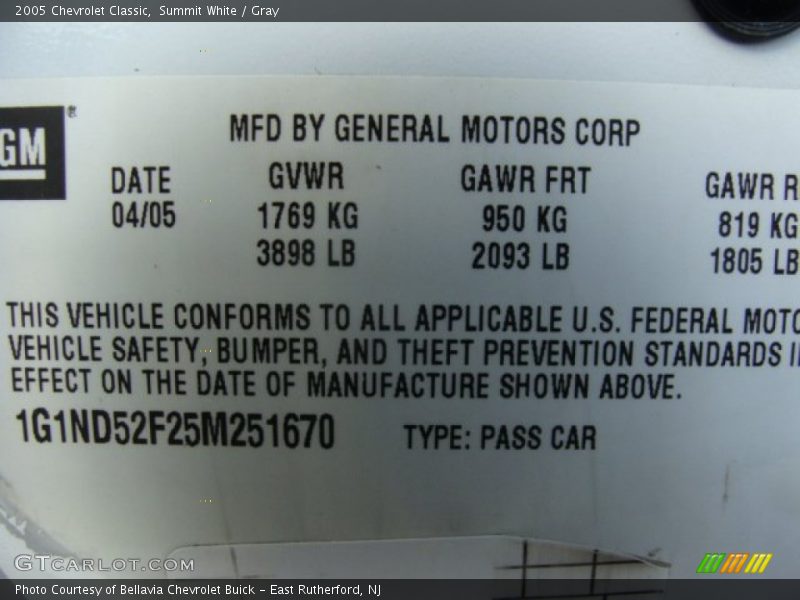 2005 Chevrolet Classic, Summit White / Gray
GM®
MFD BY GENERAL MOTORS CORP
DATE GVWR GAWR FRT GAWR R
04/05 1769 KG 950 KG 819 KG
3898 LB 2093 LB 1805 LB
THIS VEHICLE CONFORMS TO ALL APPLICABLE U.S. FEDERAL MOTO
VEHICLE SAFETY, BUMPER, AND THEFT PREVENTION STANDARDS I
EFFECT ON THE DATE OF MANUFACTURE SHOWN ABOVE.
1G1ND52F25M251670 TYPE: PASS CAR
GTCARLOT.COM
Photo Courtesy of Bellavia Chevrolet Buick - East Rutherford, NJ